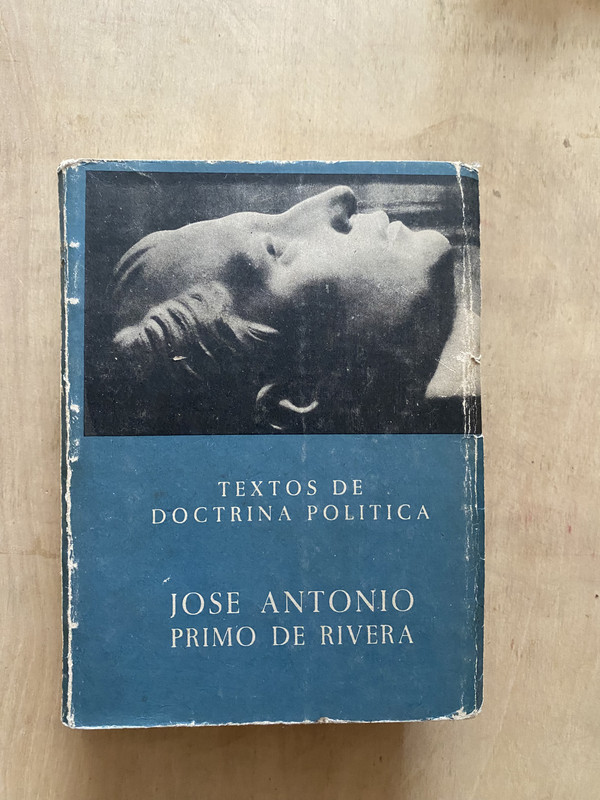 TEXTOS DE
DOCTRINA POLITICA
JOSE ANTONIO
PRIMO DE RIVERA